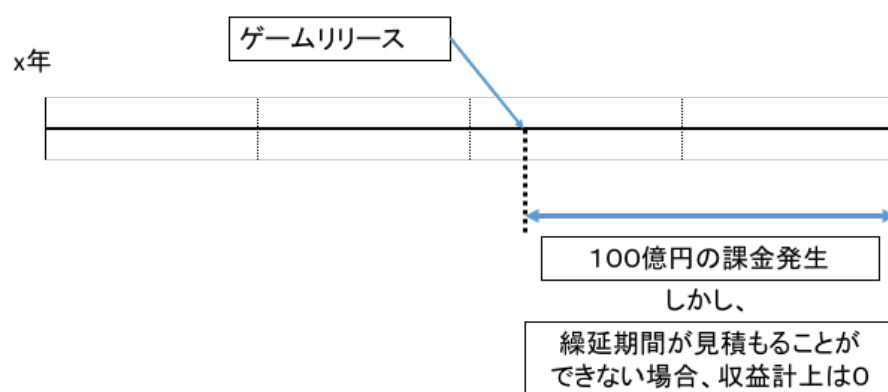 ゲームリリース
x年
100億円の課金発生
しかし、
繰延期間が見積もることが
できない場合、収益計上は0